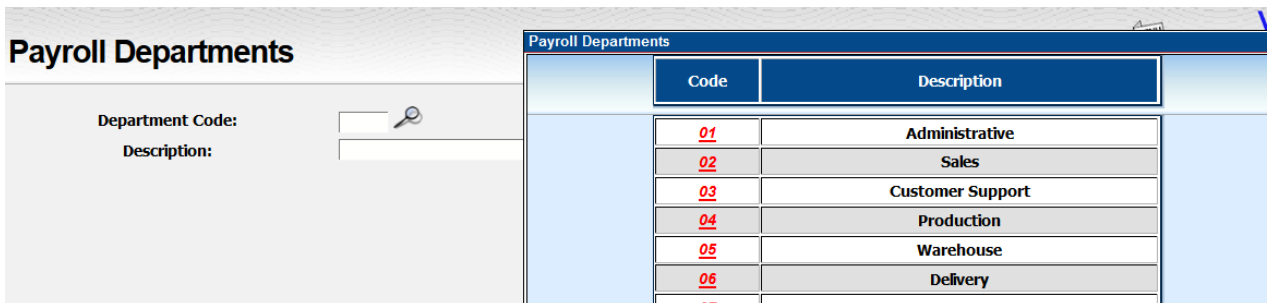 Payroll Departments
Department Code:
Description:
Payroll Departments
Code Description
01 Administrative
02 Sales
03 Customer Support
04 Production
05 Warehouse
06 Delivery